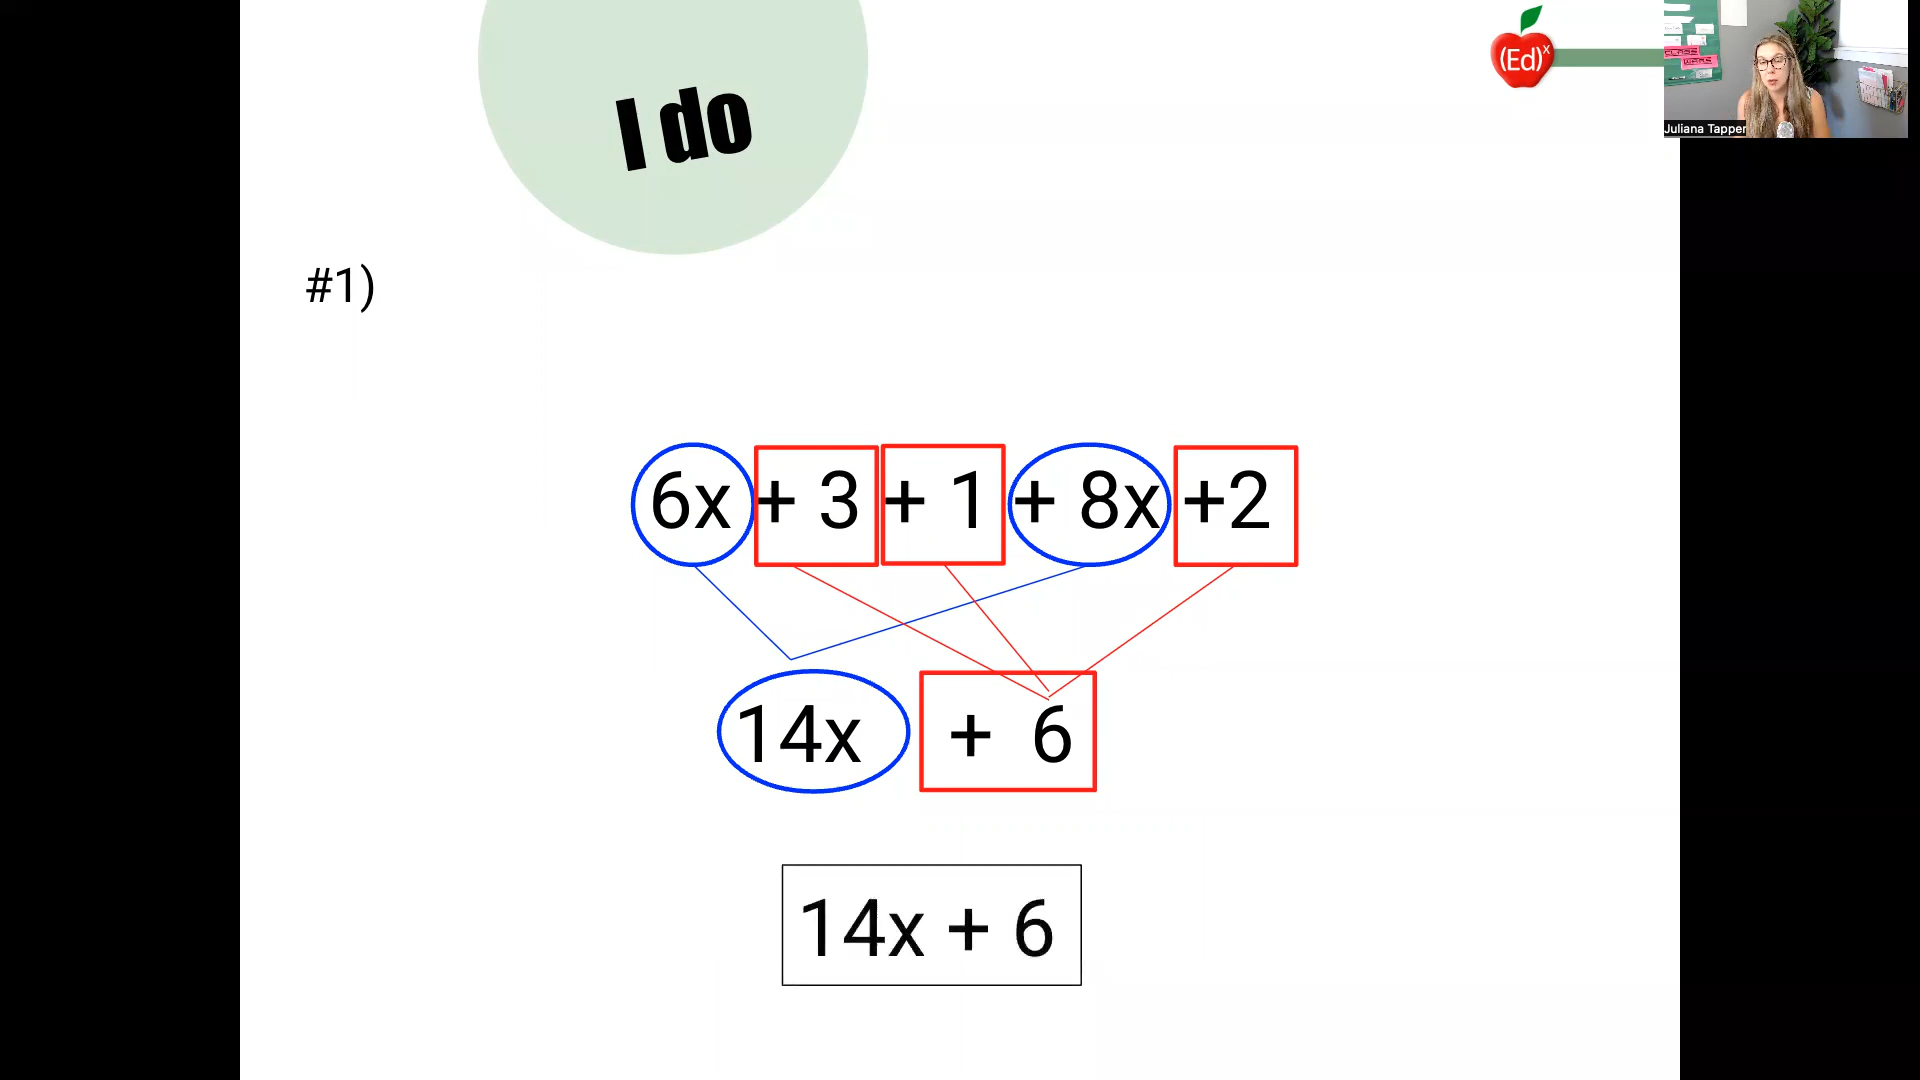 I do
(Ed)x
Juliana Tapper
#1)
6x + 3 + 1 + 8x +2
14x + 6
14x + 6